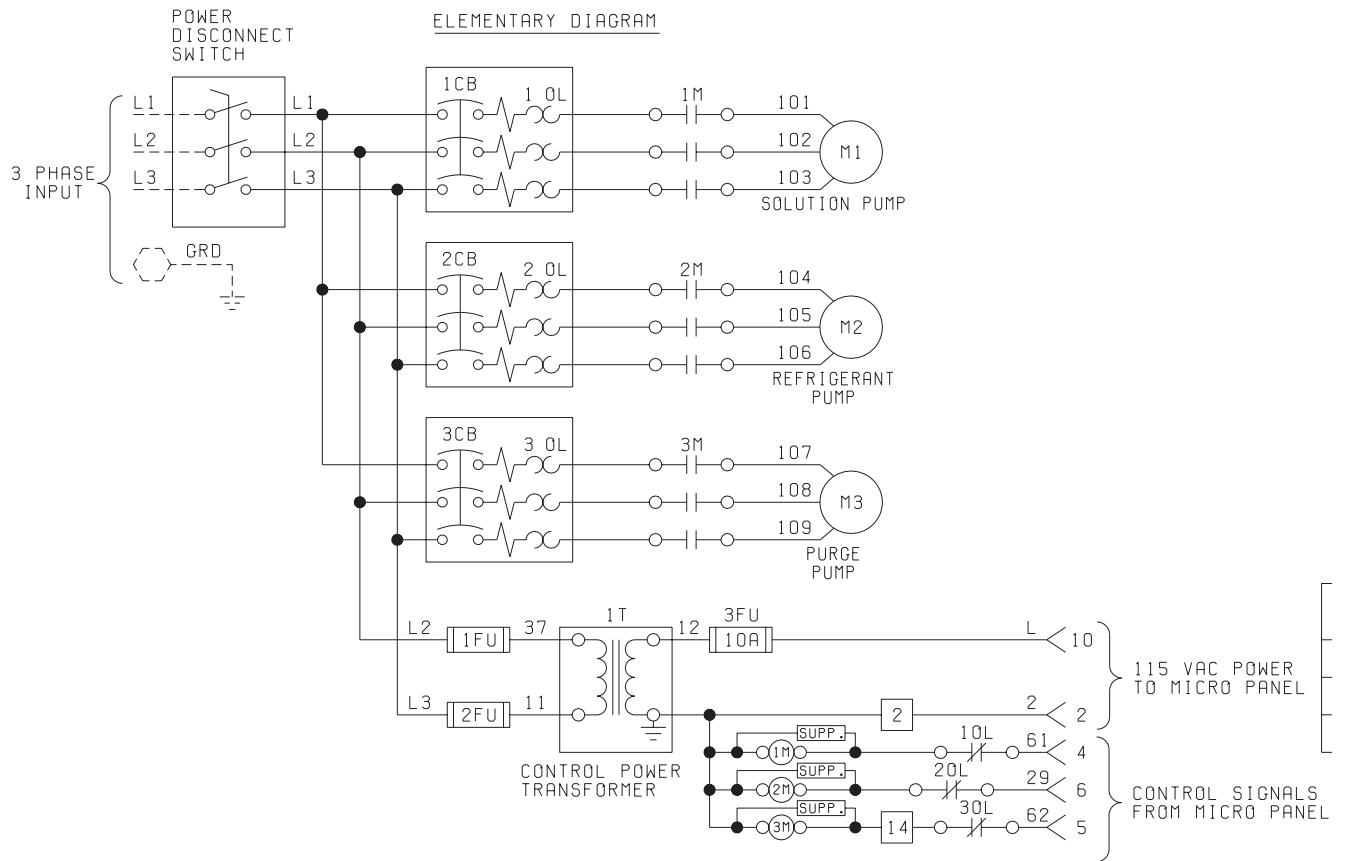 POWER
DISCONNECT
SWITCH
ELEMENTARY DIAGRAM
L1
L1
1CB
1 OL
1M
101
L2
L2
102
M1
3 PHASE
INPUT
L3
L3
103
SOLUTION PUMP
GRD
2CB
2 OL
2M
104
105
M2
106
REFRIGERANT
PUMP
3CB
3 OL
3M
107
108
M3
109
PURGE
PUMP
1T
3FU
L2
1FU
37
12
10A
L
10
115 VAC POWER
TO MICRO PANEL
L3
2FU
11
2
2
2
CONTROL POWER
TRANSFORMER
SUPP.
1M
1OL
61
4
SUPP.
2M
2OL
29
6
CONTROL SIGNALS
FROM MICRO PANEL
SUPP.
3M
14
3OL
62
5